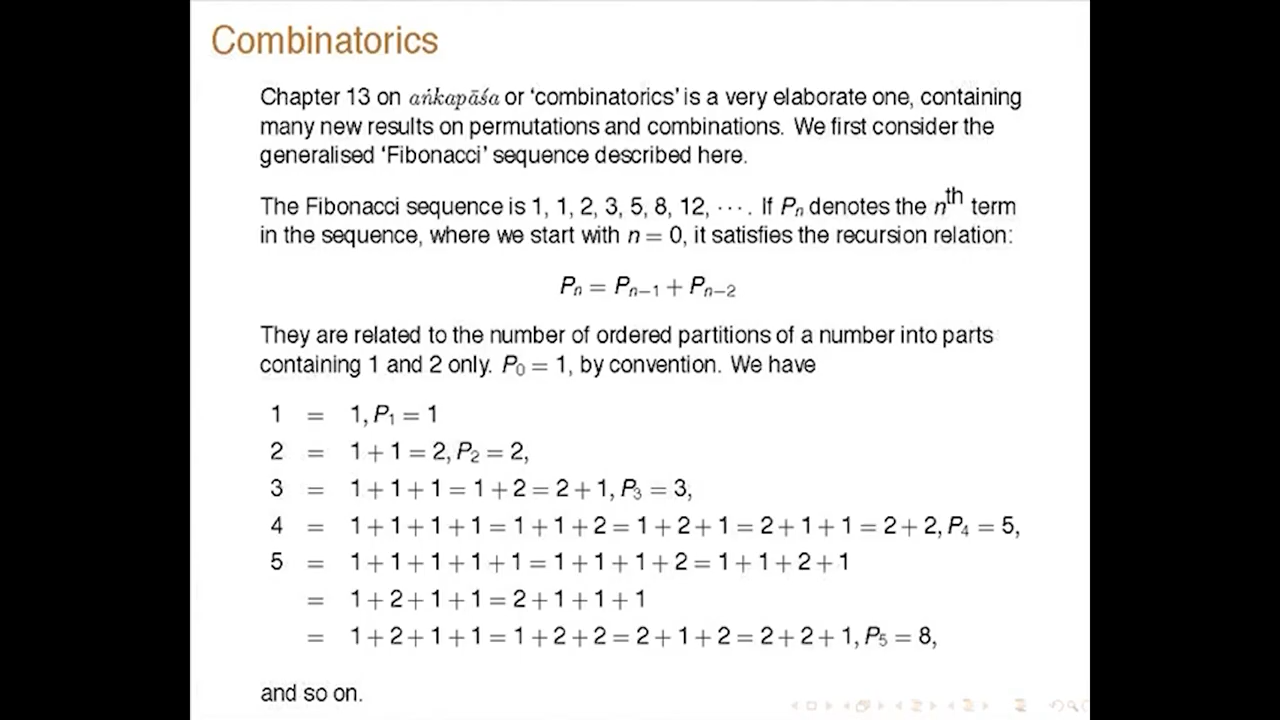 Combinatorics
Chapter 13 on aṅkapāśa or ‘combinatorics’ is a very elaborate one, containing
many new results on permutations and combinations. We first consider the
generalised ‘Fibonacci’ sequence described here.
The Fibonacci sequence is 1, 1, 2, 3, 5, 8, 12, ⋯. If Pₙ denotes the nᵗʰ term
in the sequence, where we start with n = 0, it satisfies the recursion relation:
Pₙ = Pₙ₋₁ + Pₙ₋₂
They are related to the number of ordered partitions of a number into parts
containing 1 and 2 only. P₀ = 1, by convention. We have
1 = 1, P₁ = 1
2 = 1 + 1 = 2, P₂ = 2,
3 = 1 + 1 + 1 = 1 + 2 = 2 + 1, P₃ = 3,
4 = 1 + 1 + 1 + 1 = 1 + 1 + 2 = 1 + 2 + 1 = 2 + 1 + 1 = 2 + 2, P₄ = 5,
5 = 1 + 1 + 1 + 1 + 1 = 1 + 1 + 1 + 2 = 1 + 1 + 2 + 1
= 1 + 2 + 1 + 1 = 2 + 1 + 1 + 1
= 1 + 2 + 1 + 1 = 1 + 2 + 2 = 2 + 1 + 2 = 2 + 2 + 1, P₅ = 8,
and so on.